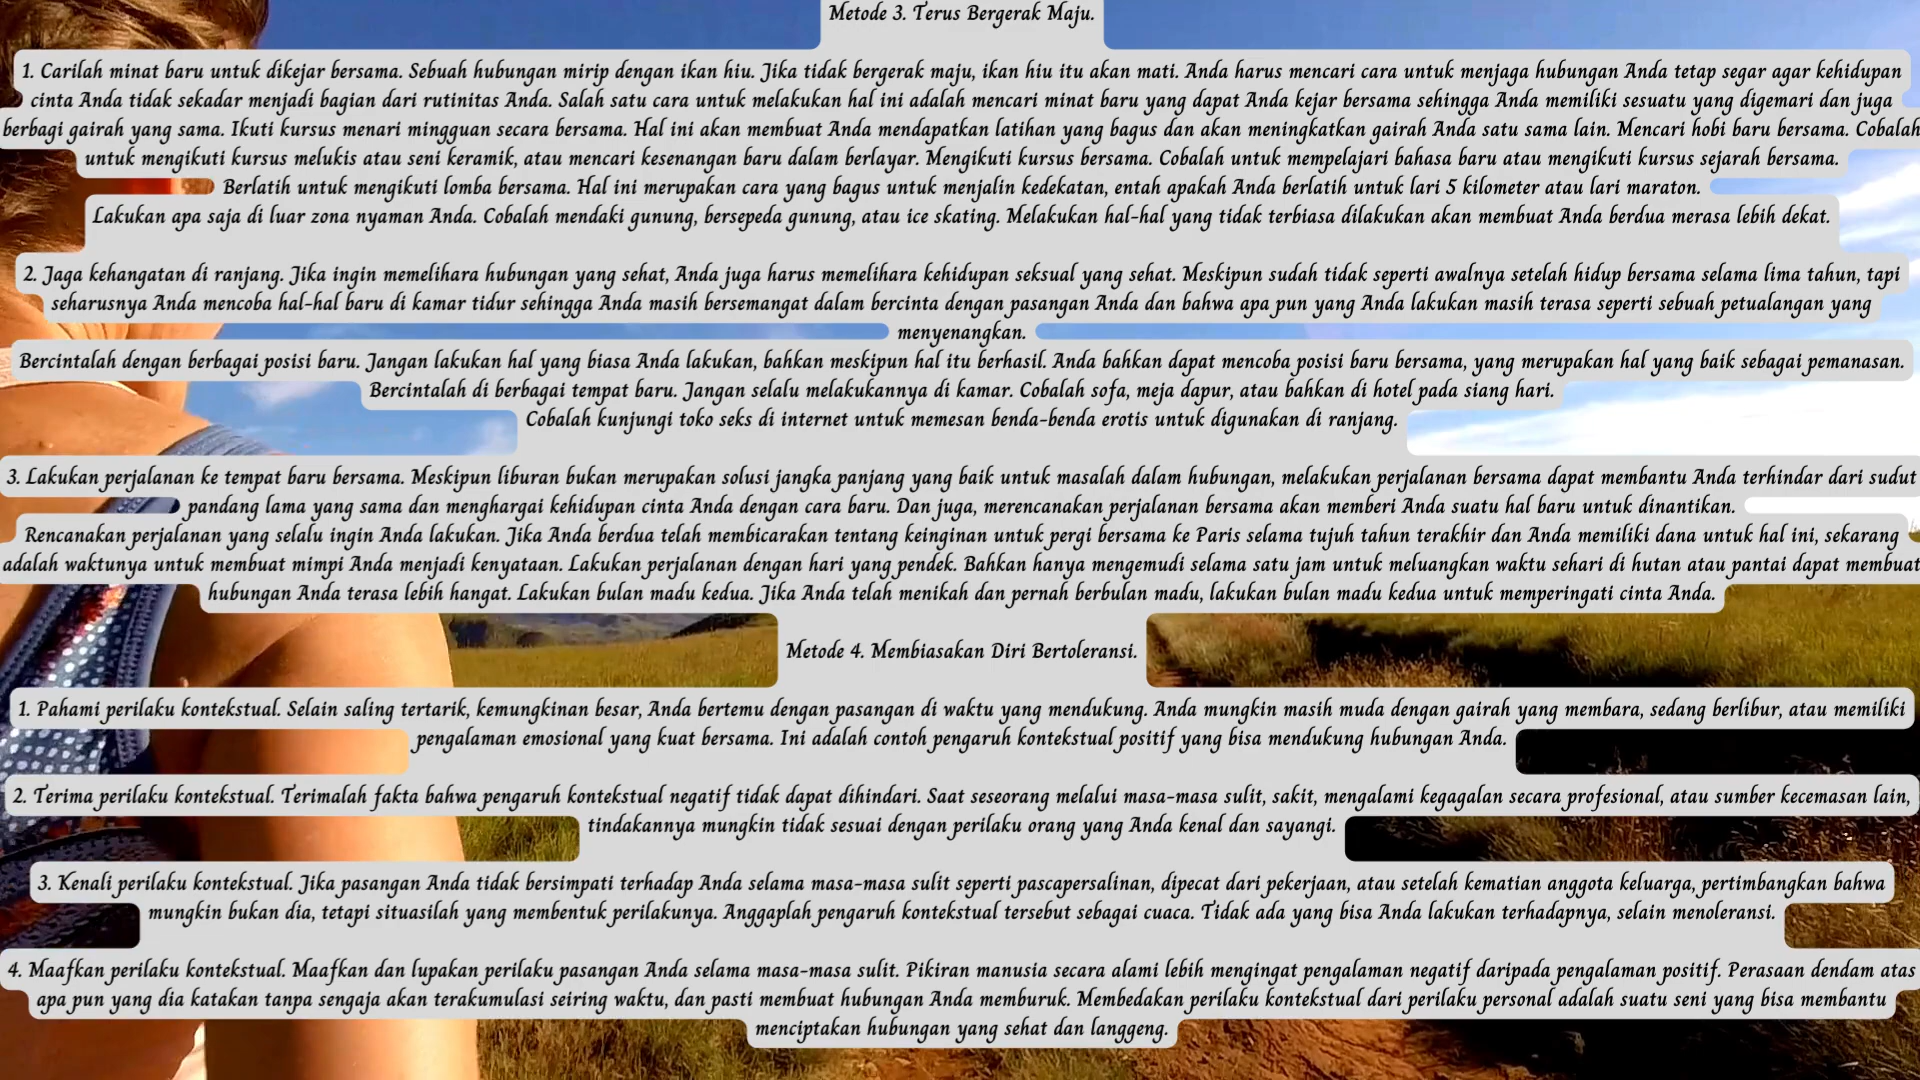 Metode 3. Terus Bergerak Maju.
1. Carilah minat baru untuk dikejar bersama. Sebuah hubungan mirip dengan ikan hiu. Jika tidak bergerak maju, ikan hiu itu akan mati. Anda harus mencari cara untuk menjaga hubungan Anda tetap segar agar kehidupan
cinta Anda tidak sekadar menjadi bagian dari rutinitas Anda. Salah satu cara untuk melakukan hal ini adalah mencari minat baru yang dapat Anda kejar bersama sehingga Anda memiliki sesuatu yang digemari dan juga
berbagi gairah yang sama. Ikuti kursus menari mingguan secara bersama. Hal ini akan membuat Anda mendapatkan latihan yang bagus dan akan meningkatkan gairah Anda satu sama lain. Mencari hobi baru bersama. Cobalah
untuk mengikuti kursus melukis atau seni keramik, atau mencari kesenangan baru dalam berlayar. Mengikuti kursus bersama. Cobalah untuk mempelajari bahasa baru atau mengikuti kursus sejarah bersama.
Berlatih untuk mengikuti lomba bersama. Hal ini merupakan cara yang bagus untuk menjalin kedekatan, entah apakah Anda berlatih untuk lari 5 kilometer atau lari maraton.
Lakukan apa saja di luar zona nyaman Anda. Cobalah mendaki gunung, bersepeda gunung, atau ice skating. Melakukan hal-hal yang tidak terbiasa dilakukan akan membuat Anda berdua merasa lebih dekat.
2. Jaga kehangatan di ranjang. Jika ingin memelihara hubungan yang sehat, Anda juga harus memelihara kehidupan seksual yang sehat. Meskipun sudah tidak seperti awalnya setelah hidup bersama selama lima tahun, tapi
seharusnya Anda mencoba hal-hal baru di kamar tidur sehingga Anda masih bersemangat dalam bercinta dengan pasangan Anda dan bahwa apa pun yang Anda lakukan masih terasa seperti sebuah petualangan yang
menyenangkan.
Bercintalah dengan berbagai posisi baru. Jangan lakukan hal yang biasa Anda lakukan, bahkan meskipun hal itu berhasil. Anda bahkan dapat mencoba posisi baru bersama, yang merupakan hal yang baik sebagai pemanasan.
Bercintalah di berbagai tempat baru. Jangan selalu melakukannya di kamar. Cobalah sofa, meja dapur, atau bahkan di hotel pada siang hari.
Cobalah kunjungi toko seks di internet untuk memesan benda-benda erotis untuk digunakan di ranjang.
3. Lakukan perjalanan ke tempat baru bersama. Meskipun liburan bukan merupakan solusi jangka panjang yang baik untuk masalah dalam hubungan, melakukan perjalanan bersama dapat membantu Anda terhindar dari sudut
pandang lama yang sama dan menghargai kehidupan cinta Anda dengan cara baru. Dan juga, merencanakan perjalanan bersama akan memberi Anda suatu hal baru untuk dinantikan.
Rencanakan perjalanan yang selalu ingin Anda lakukan. Jika Anda berdua telah membicarakan tentang keinginan untuk pergi bersama ke Paris selama tujuh tahun terakhir dan Anda memiliki dana untuk hal ini, sekarang
adalah waktunya untuk membuat mimpi Anda menjadi kenyataan. Lakukan perjalanan dengan hari yang pendek. Bahkan hanya mengemudi selama satu jam untuk meluangkan waktu sehari di hutan atau pantai dapat membuat
hubungan Anda terasa lebih hangat. Lakukan bulan madu kedua. Jika Anda telah menikah dan pernah berbulan madu, lakukan bulan madu kedua untuk memperingati cinta Anda.
Metode 4. Membiasakan Diri Bertoleransi.
1. Pahami perilaku kontekstual. Selain saling tertarik, kemungkinan besar, Anda bertemu dengan pasangan di waktu yang mendukung. Anda mungkin masih muda dengan gairah yang membara, sedang berlibur, atau memiliki
pengalaman emosional yang kuat bersama. Ini adalah contoh pengaruh kontekstual positif yang bisa mendukung hubungan Anda.
2. Terima perilaku kontekstual. Terimalah fakta bahwa pengaruh kontekstual negatif tidak dapat dihindari. Saat seseorang melalui masa-masa sulit, sakit, mengalami kegagalan secara profesional, atau sumber kecemasan lain,
tindakannya mungkin tidak sesuai dengan perilaku orang yang Anda kenal dan sayangi.
3. Kenali perilaku kontekstual. Jika pasangan Anda tidak bersimpati terhadap Anda selama masa-masa sulit seperti pascapersalinan, dipecat dari pekerjaan, atau setelah kematian anggota keluarga, pertimbangkan bahwa
mungkin bukan dia, tetapi situasilah yang membentuk perilakunya. Anggaplah pengaruh kontekstual tersebut sebagai cuaca. Tidak ada yang bisa Anda lakukan terhadapnya, selain menoleransi.
4. Maafkan perilaku kontekstual. Maafkan dan lupakan perilaku pasangan Anda selama masa-masa sulit. Pikiran manusia secara alami lebih mengingat pengalaman negatif daripada pengalaman positif. Perasaan dendam atas
apa pun yang dia katakan tanpa sengaja akan terakumulasi seiring waktu, dan pasti membuat hubungan Anda memburuk. Membedakan perilaku kontekstual dari perilaku personal adalah suatu seni yang bisa membantu
menciptakan hubungan yang sehat dan langgeng.